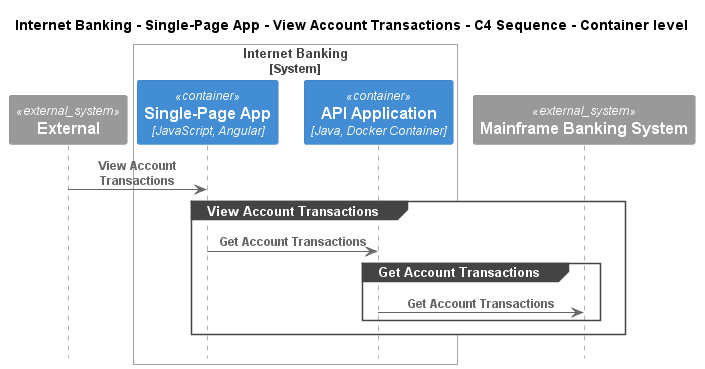 Internet Banking - Single-Page App - View Account Transactions - C4 Sequence - Container level
Internet Banking
[System]
«external_system»
External
«container»
Single-Page App
[JavaScript, Angular]
«container»
API Application
[Java, Docker Container]
«external_system»
Mainframe Banking System
View Account
Transactions
View Account Transactions
Get Account Transactions
Get Account Transactions
Get Account Transactions